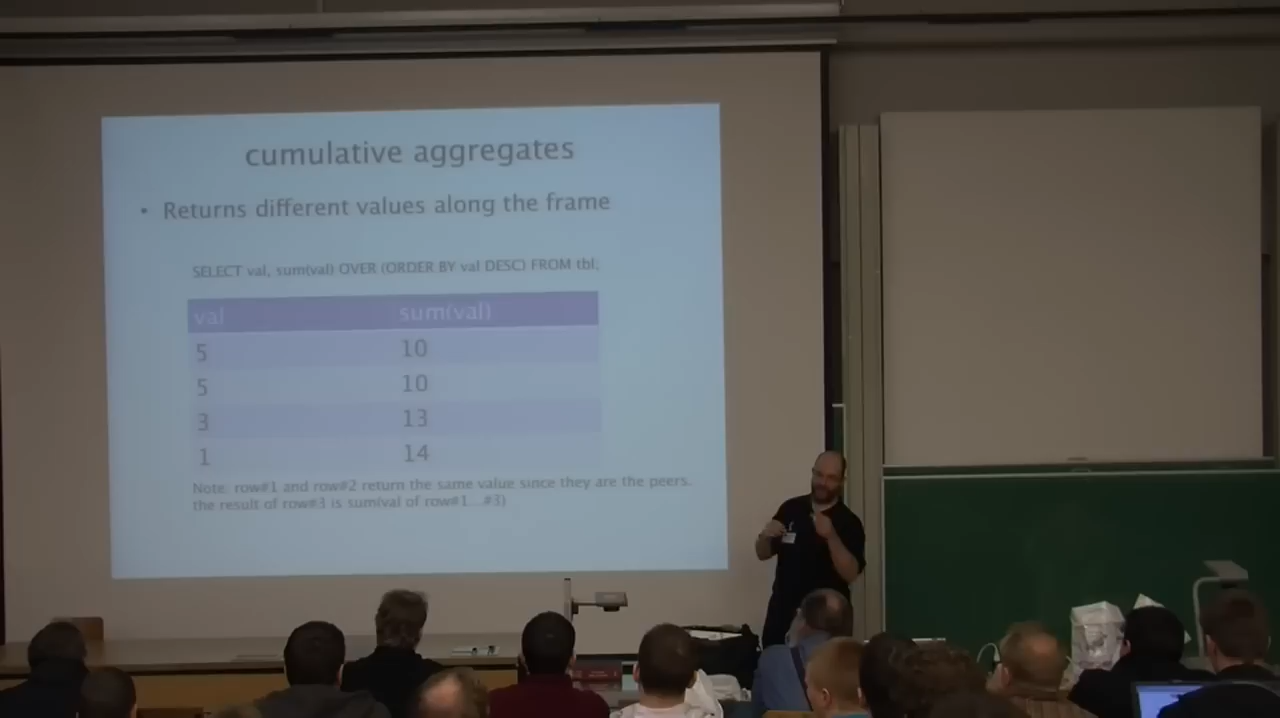 cumulative aggregates
• Returns different values along the frame
SELECT val, sum(val) OVER (ORDER BY val DESC) FROM tbl;
val sum(val)
5 10
5 10
3 13
1 14
Note: row#1 and row#2 return the same value since they are the peers.
the result of row#3 is sum(val of row#1...#3)